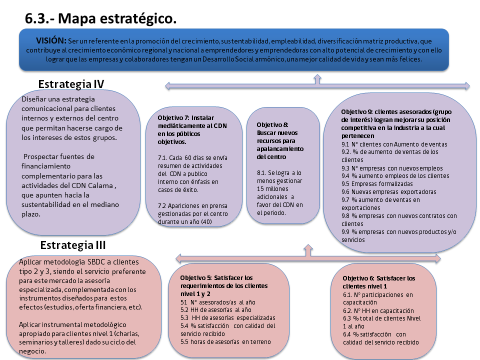 6.3.- Mapa estratégico.
VISIÓN: Ser un referente en la promoción del crecimiento, sustentabilidad, empleabilidad, diversificación matriz productiva, que
contribuye al crecimiento económico regional y nacional a emprendedores y emprendedoras con alto potencial de crecimiento y con ello
lograr que las empresas y colaboradores tengan un Desarrollo Social armónico, una mejor calidad de vida y sean más felices.
Estrategia IV
Diseñar una estrategia
comunicacional para clientes
internos y externos del centro
que permitan hacerse cargo de
los intereses de estos grupos.
Prospectar fuentes de
financiamiento
complementario para las
actividades del CDN Calama ,
que apunten hacia la
sustentabilidad en el mediano
plazo.
Objetivo 7: Instalar
mediáticamente al CDN
en los públicos
objetivos.
7.1. Cada 60 días se envía
resumen de actividades
del CDN a publico
interno con énfasis en
casos de éxito.
7.2 Apariciones en prensa
gestionadas por el centro
durante un año (40)
Objetivo 8:
Buscar nuevos
recursos para
apalancamiento
del centro
8.1. Se logra a lo
menos gestionar
15 millones
adicionales a
favor del CDN en
el periodo.
Objetivo 9: clientes asesorados (grupo
de interés) logran mejorar su posición
competitiva en la industria a la cual
pertenecen
9.1 N° clientes con Aumento de ventas
9.2. % de aumento de ventas de los
clientes
9.3 N° empresas con nuevos empleos
9.4 % aumento empleos de los clientes
9.5 Empresas formalizadas
9.6 Nuevas empresas exportadoras
9.7 % aumento de ventas en
exportaciones
9.8 % empresas con nuevos contratos con
clientes
9.9 % empresas con nuevos productos y/o
servicios
Estrategia III
Aplicar metodología SBDC a clientes
tipo 2 y 3, siendo el servicio preferente
para este mercado la asesoría
especializada, complementada con los
instrumentos diseñados para estos
efectos (estudios, oferta financiera, etc).
Aplicar instrumental metodológico
apropiado para clientes nivel 1 (charlas,
seminarios y talleres) dado su ciclo del
negocio.
Objetivo 5: Satisfacer los
requerimientos de los clientes
nivel 1 y 2
5.1 N° asesorados/as al año
5.2 HH de asesorías al año
5.3 HH de asesorías especializadas
5.4 % satisfacción con calidad del
servicio recibido
5.5 horas de asesorías en terreno
Objetivo 6: Satisfacer los
clientes nivel 1
6.1. N° participaciones en
capacitación
6.2. N° HH en capacitación
6.3 % total de clientes Nivel
1 al año
6.4 % satisfacción con
calidad del servicio recibido